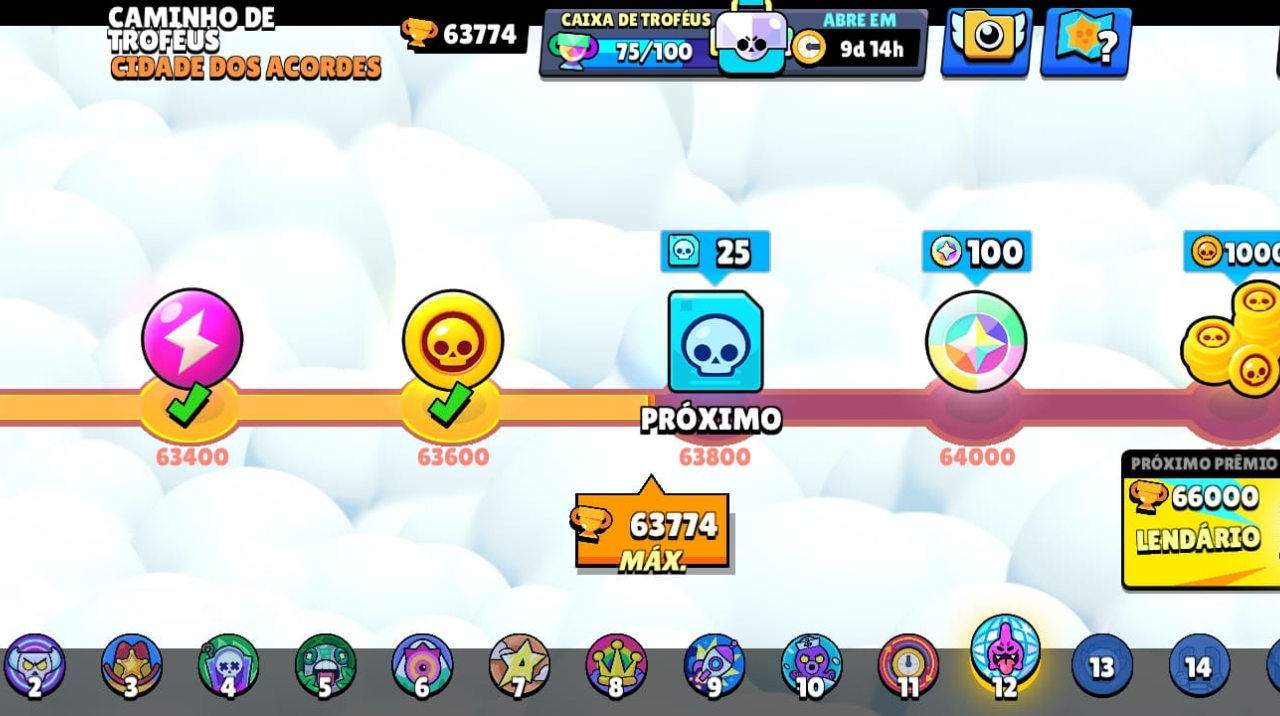 CAMINHO DE
TROFÉUS
CIDADE DOS ACORDES
63774
CAIXA DE TROFÉUS
75/100
ABRE EM
9d 14h
?
25
100
PRÓXIMO
63400
63600
63800
64000
63774
MÁX.
PRÓXIMO PRÊMIO
66000
LENDÁRIO
2
3
4
5
6
7
8
9
10
11
12
13
14